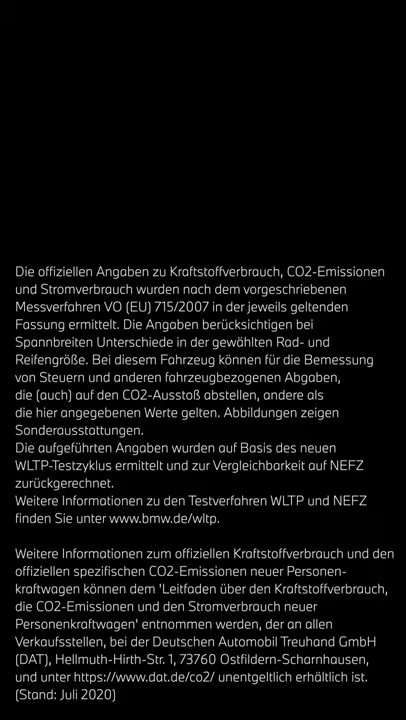 Die offiziellen Angaben zu Kraftstoffverbrauch, CO2-Emissionen
und Stromverbrauch wurden nach dem vorgeschriebenen
Messverfahren VO (EU) 715/2007 in der jeweils geltenden
Fassung ermittelt. Die Angaben berücksichtigen bei
Spannbreiten Unterschiede in der gewählten Rad- und
Reifengröße. Bei diesem Fahrzeug können für die Bemessung
von Steuern und anderen fahrzeugbezogenen Abgaben,
die (auch) auf den CO2-Ausstoß abstellen, andere als
die hier angegebenen Werte gelten. Abbildungen zeigen
Sonderausstattungen.
Die aufgeführten Angaben wurden auf Basis des neuen
WLTP-Testzyklus ermittelt und zur Vergleichbarkeit auf NEFZ
zurückgerechnet.
Weitere Informationen zu den Testverfahren WLTP und NEFZ
finden Sie unter www.bmw.de/wltp.
Weitere Informationen zum offiziellen Kraftstoffverbrauch und den
offiziellen spezifischen CO2-Emissionen neuer Personen-
kraftwagen können dem 'Leitfaden über den Kraftstoffverbrauch,
die CO2-Emissionen und den Stromverbrauch neuer
Personenkraftwagen' entnommen werden, der an allen
Verkaufsstellen, bei der Deutschen Automobil Treuhand GmbH
(DAT), Hellmuth-Hirth-Str. 1, 73760 Ostfildern-Scharnhausen,
und unter https://www.dat.de/co2/ unentgeltlich erhältlich ist.
(Stand: Juli 2020)